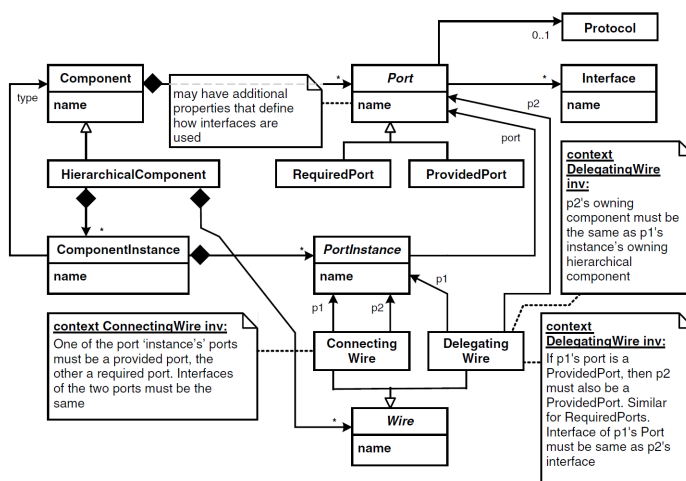 Protocol
0..1
Component
name
type
*
Port
name
*
Interface
name
p2
port
may have additional
properties that define
how interfaces are
used
HierarchicalComponent
RequiredPort
ProvidedPort
context
DelegatingWire
inv:
p2's owning
component must be
the same as p1's
instance's owning
hierarchical
component
*
ComponentInstance
name
*
PortInstance
name
p1
p1
p2
context ConnectingWire inv:
One of the port 'instance's' ports
must be a provided port, the
other a required port. Interfaces
of the two ports must be the
same
Connecting
Wire
Delegating
Wire
context
DelegatingWire inv:
If p1's port is a
ProvidedPort, then p2
must also be a
ProvidedPort. Similar
for RequiredPorts.
Interface of p1's Port
must be same as p2's
interface
*
Wire
name